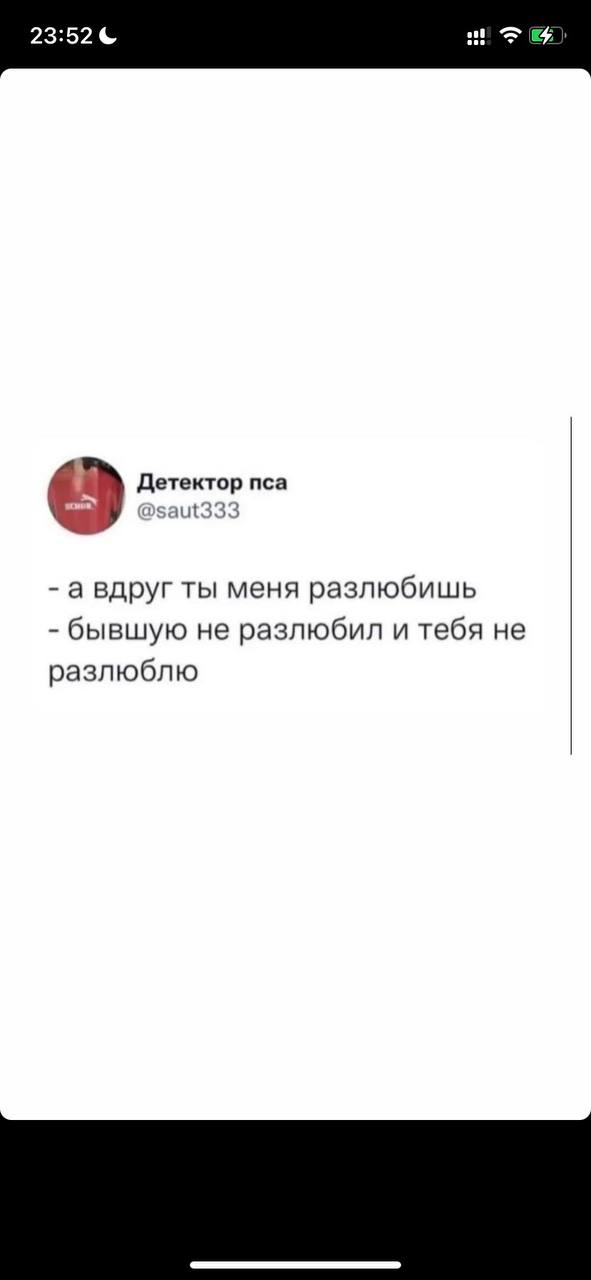 23:52
Детектор пса
@saut333
- а вдруг ты меня разлюбишь
- бывшую не разлюбил и тебя не
разлюблю